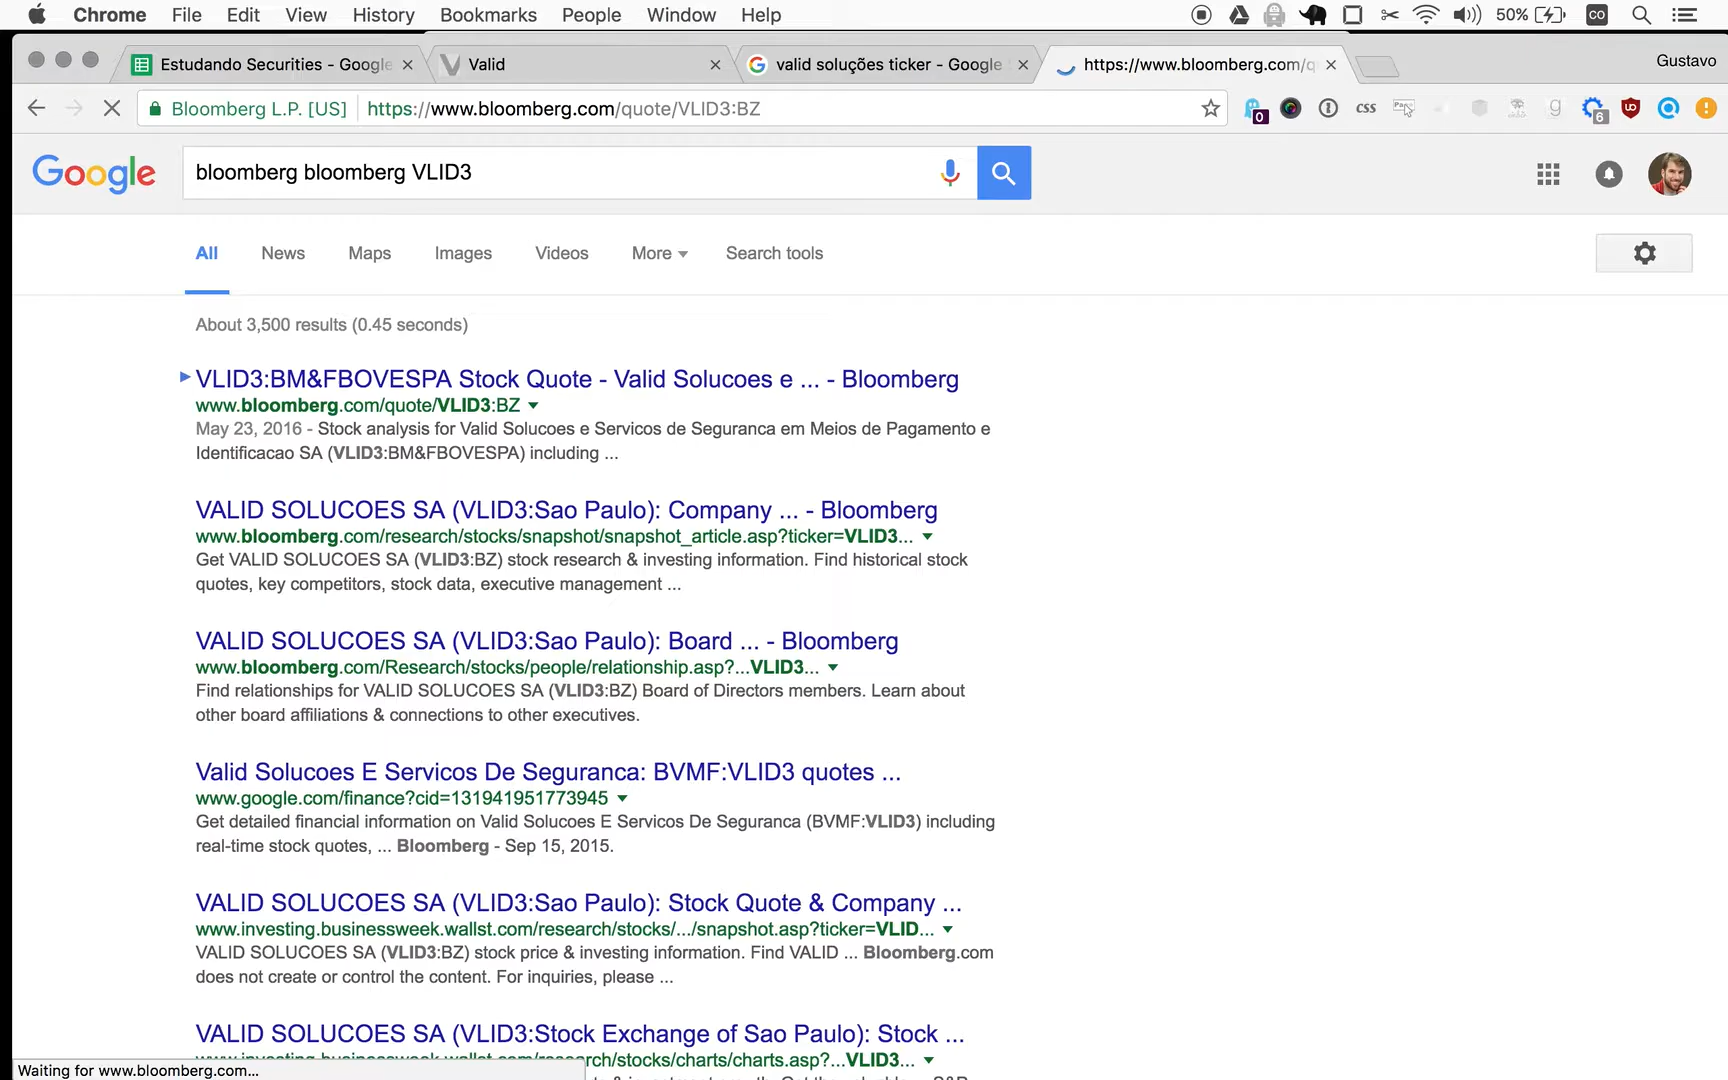 Chrome File Edit View History Bookmarks People Window Help 50% CO
Estudando Securities - Google Valid valid soluções ticker - Google https://www.bloomberg.com/q Gustavo
Bloomberg L.P. [US] https://www.bloomberg.com/quote/VLID3:BZ 0 CSS g 6
Google bloomberg bloomberg VLID3
All News Maps Images Videos More Search tools
About 3,500 results (0.45 seconds)
VLID3:BM&FBOVESPA Stock Quote - Valid Solucoes e ... - Bloomberg
www.bloomberg.com/quote/VLID3:BZ
May 23, 2016 - Stock analysis for Valid Solucoes e Servicos de Seguranca em Meios de Pagamento e
Identificacao SA (VLID3:BM&FBOVESPA) including ...
VALID SOLUCOES SA (VLID3:Sao Paulo): Company ... - Bloomberg
www.bloomberg.com/research/stocks/snapshot/snapshot_article.asp?ticker=VLID3...
Get VALID SOLUCOES SA (VLID3:BZ) stock research & investing information. Find historical stock
quotes, key competitors, stock data, executive management ...
VALID SOLUCOES SA (VLID3:Sao Paulo): Board ... - Bloomberg
www.bloomberg.com/Research/stocks/people/relationship.asp?...VLID3...
Find relationships for VALID SOLUCOES SA (VLID3:BZ) Board of Directors members. Learn about
other board affiliations & connections to other executives.
Valid Solucoes E Servicos De Seguranca: BVMF:VLID3 quotes ...
www.google.com/finance?cid=131941951773945
Get detailed financial information on Valid Solucoes E Servicos De Seguranca (BVMF:VLID3) including
real-time stock quotes, ... Bloomberg - Sep 15, 2015.
VALID SOLUCOES SA (VLID3:Sao Paulo): Stock Quote & Company ...
www.investing.businessweek.wallst.com/research/stocks/.../snapshot.asp?ticker=VLID...
VALID SOLUCOES SA (VLID3:BZ) stock price & investing information. Find VALID ... Bloomberg.com
does not create or control the content. For inquiries, please ...
VALID SOLUCOES SA (VLID3:Stock Exchange of Sao Paulo): Stock ...
www.investing.businessweek.wallst.com/research/stocks/charts/charts.asp?...VLID3...
Waiting for www.bloomberg.com...